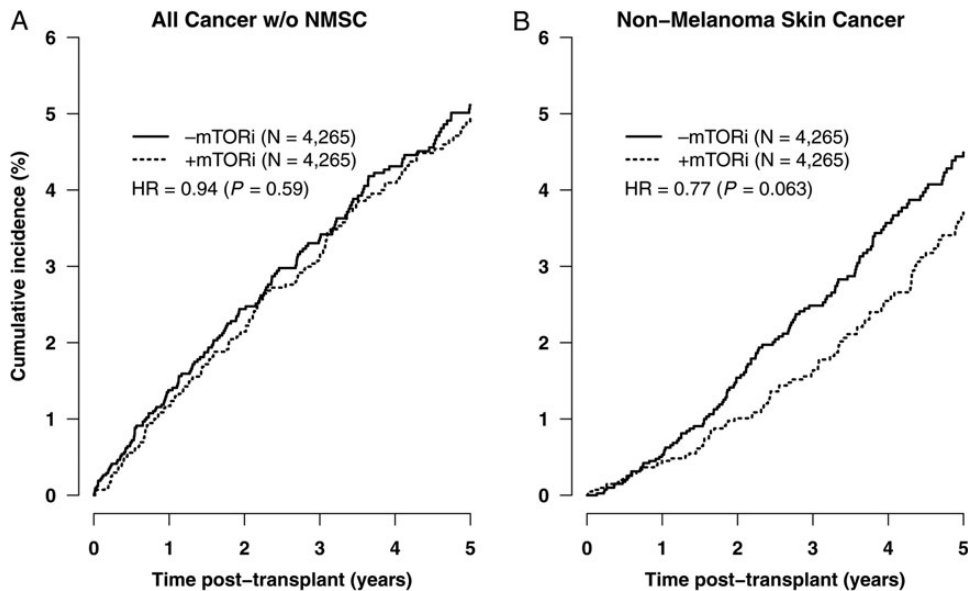 A
All Cancer w/o NMSC
6
5
4
3
2
1
0
Cumulative incidence (%)
–mTORi (N = 4,265)
+mTORi (N = 4,265)
HR = 0.94 (P = 0.59)
0 1 2 3 4 5
Time post–transplant (years)
B
Non–Melanoma Skin Cancer
6
5
4
3
2
1
0
–mTORi (N = 4,265)
+mTORi (N = 4,265)
HR = 0.77 (P = 0.063)
0 1 2 3 4 5
Time post–transplant (years)